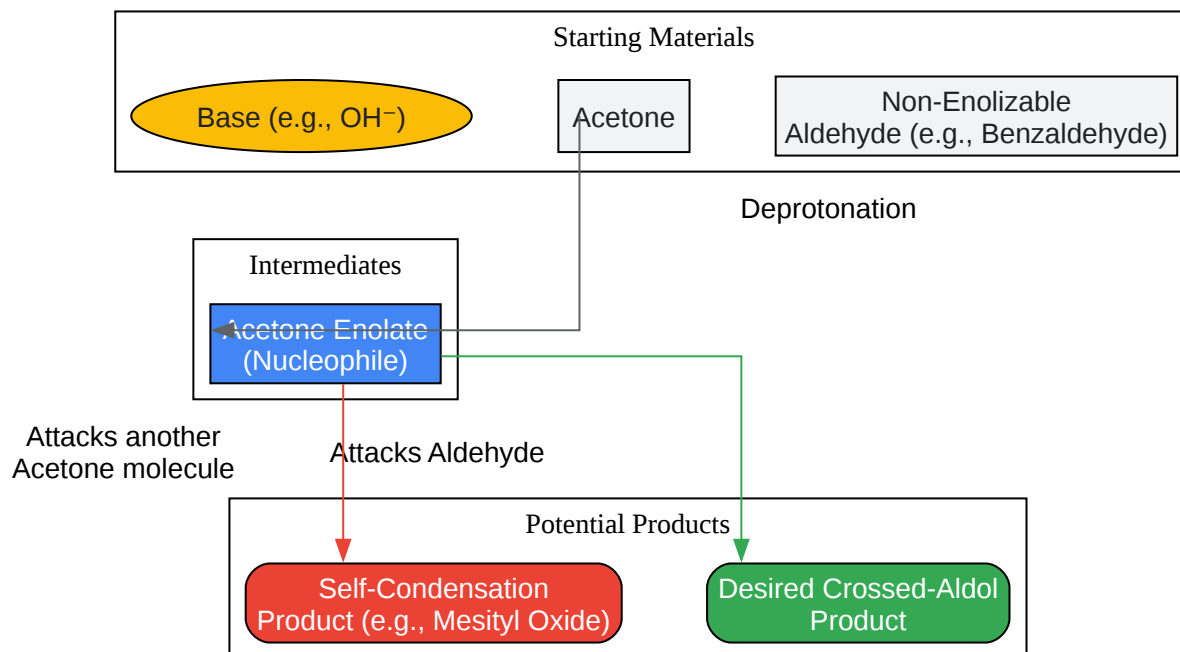 Starting Materials
Base (e.g., OH⁻)
Acetone
Non-Enolizable
Aldehyde (e.g., Benzaldehyde)
Deprotonation
Intermediates
Acetone Enolate
(Nucleophile)
Attacks another
Acetone molecule
Attacks Aldehyde
Potential Products
Self-Condensation
Product (e.g., Mesityl Oxide)
Desired Crossed-Aldol
Product